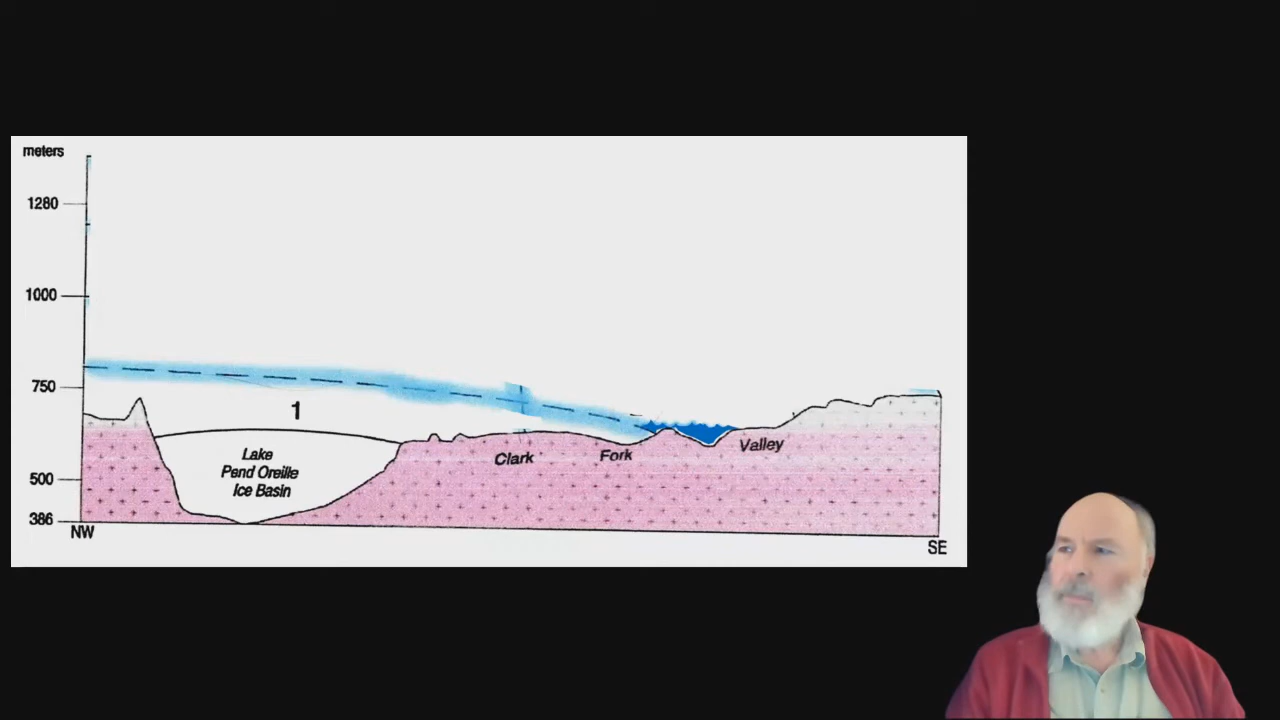 meters
1280
1000
750
500
386
1
Lake
Pend Oreille
Ice Basin
Clark
Fork
Valley
NW
SE